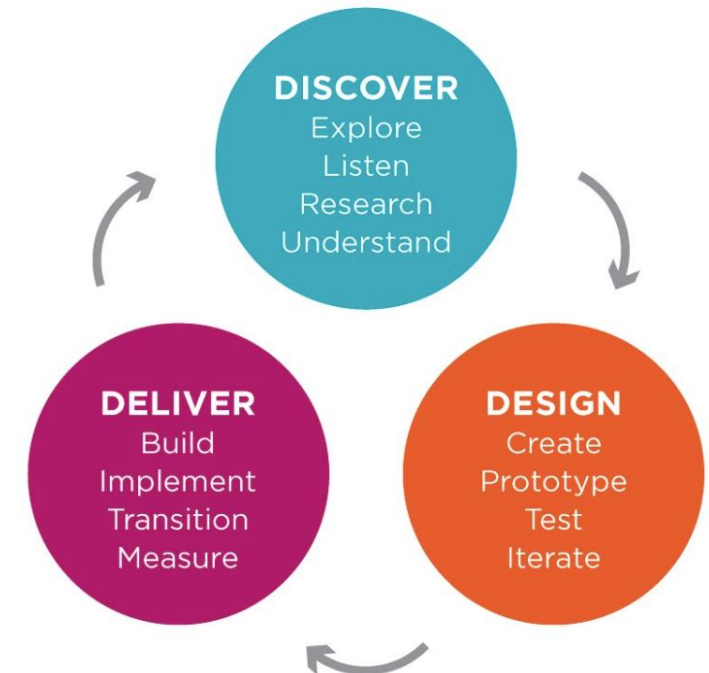 DISCOVER
Explore
Listen
Research
Understand
DELIVER
Build
Implement
Transition
Measure
DESIGN
Create
Prototype
Test
Iterate